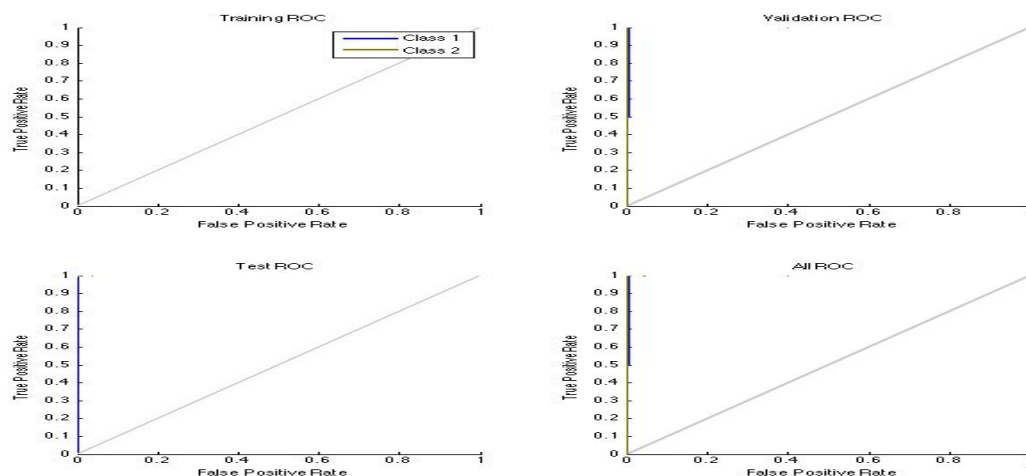 Training ROC
Class 1
Class 2
True Positive Rate
1
0.9
0.8
0.7
0.6
0.5
0.4
0.3
0.2
0.1
0
0 0.2 0.4 0.6 0.8 1
False Positive Rate
Validation ROC
True Positive Rate
1
0.9
0.8
0.7
0.6
0.5
0.4
0.3
0.2
0.1
0
0 0.2 0.4 0.6 0.8
False Positive Rate
Test ROC
True Positive Rate
1
0.9
0.8
0.7
0.6
0.5
0.4
0.3
0.2
0.1
0
0 0.2 0.4 0.6 0.8 1
False Positive Rate
All ROC
True Positive Rate
1
0.9
0.8
0.7
0.6
0.5
0.4
0.3
0.2
0.1
0
0 0.2 0.4 0.6 0.8
False Positive Rate